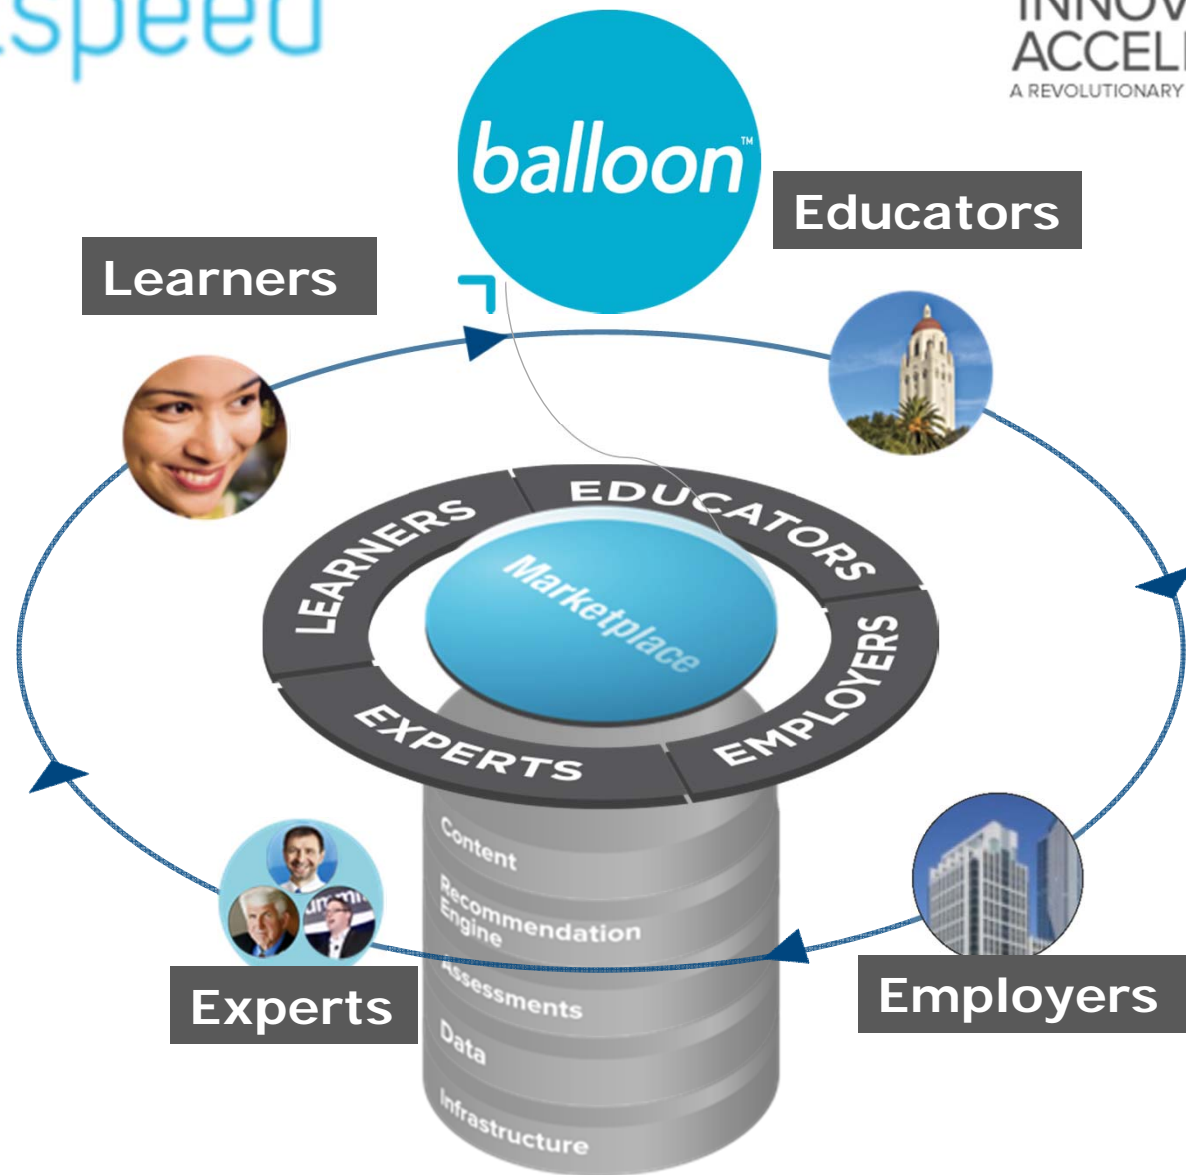 speed
ACCEL
A REVOLUTIONARY
balloon™
Educators
Learners
EDUCATORS
LEARNERS
Marketplace
EMPLOYERS
EXPERTS
Content
Recommendation
Engine
Assessments
Data
Infrastructure
Experts
Employers